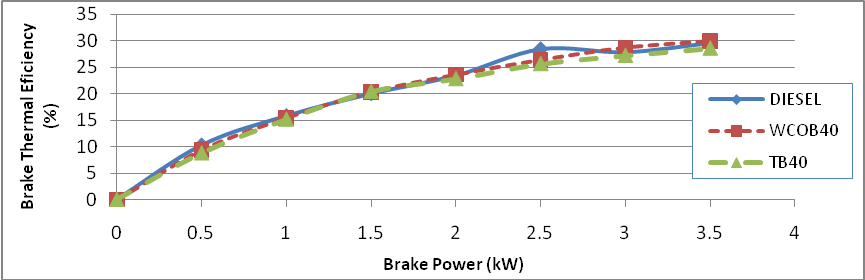 Brake Thermal Eficiency
(%)
35
30
25
20
15
10
5
0
0 0.5 1 1.5 2 2.5 3 3.5 4
Brake Power (kW)
DIESEL
WCOB40
TB40